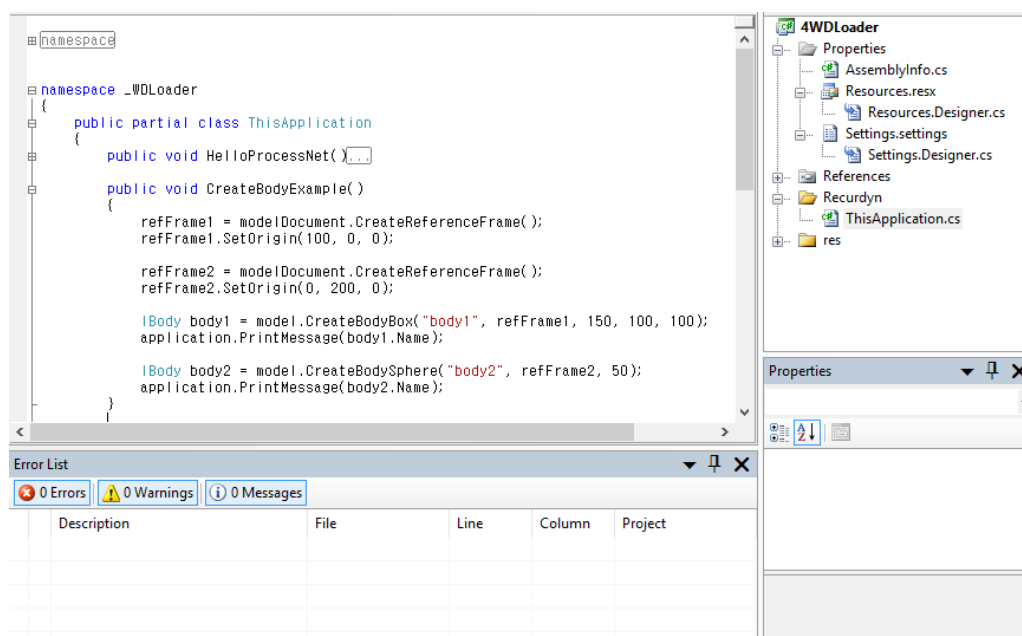 namespace
namespace _WDLoader
{
public partial class ThisApplication
{
public void HelloProcessNet()...
public void CreateBodyExample()
{
refFrame1 = modelDocument.CreateReferenceFrame();
refFrame1.SetOrigin(100, 0, 0);
refFrame2 = modelDocument.CreateReferenceFrame();
refFrame2.SetOrigin(0, 200, 0);
IBody body1 = model.CreateBodyBox("body1", refFrame1, 150, 100, 100);
application.PrintMessage(body1.Name);
IBody body2 = model.CreateBodySphere("body2", refFrame2, 50);
application.PrintMessage(body2.Name);
}
Error List
0 Errors 0 Warnings 0 Messages
Description File Line Column Project
4WDLoader
Properties
AssemblyInfo.cs
Resources.resx
Resources.Designer.cs
Settings.settings
Settings.Designer.cs
References
Recurdyn
ThisApplication.cs
res
Properties